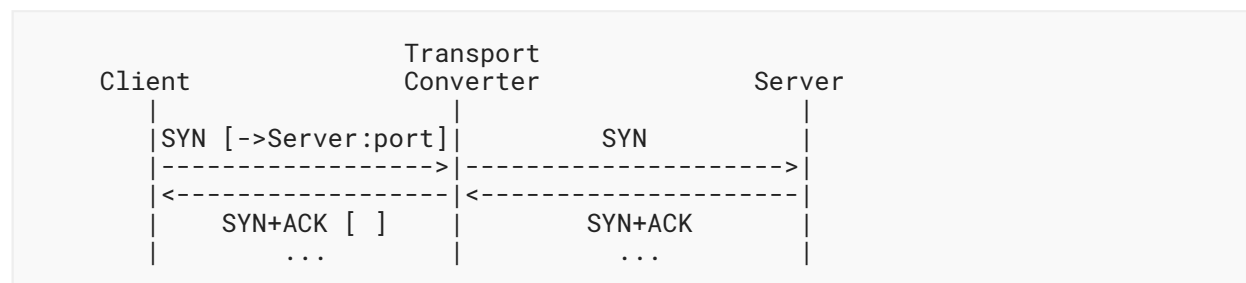 Transport
Client              Converter              Server
   |                   |                      |
   |SYN [->Server:port]|         SYN          |
   |------------------>|--------------------->|
   |<------------------|<---------------------|
   |    SYN+ACK [ ]    |        SYN+ACK       |
   |        ...        |          ...         |